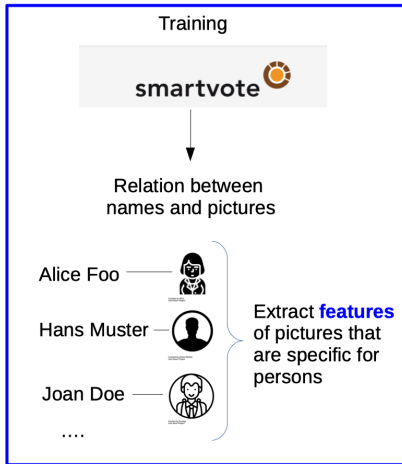 Training
smartvote
Relation between
names and pictures
Alice Foo
Hans Muster
Joan Doe
....
Extract features
of pictures that
are specific for
persons